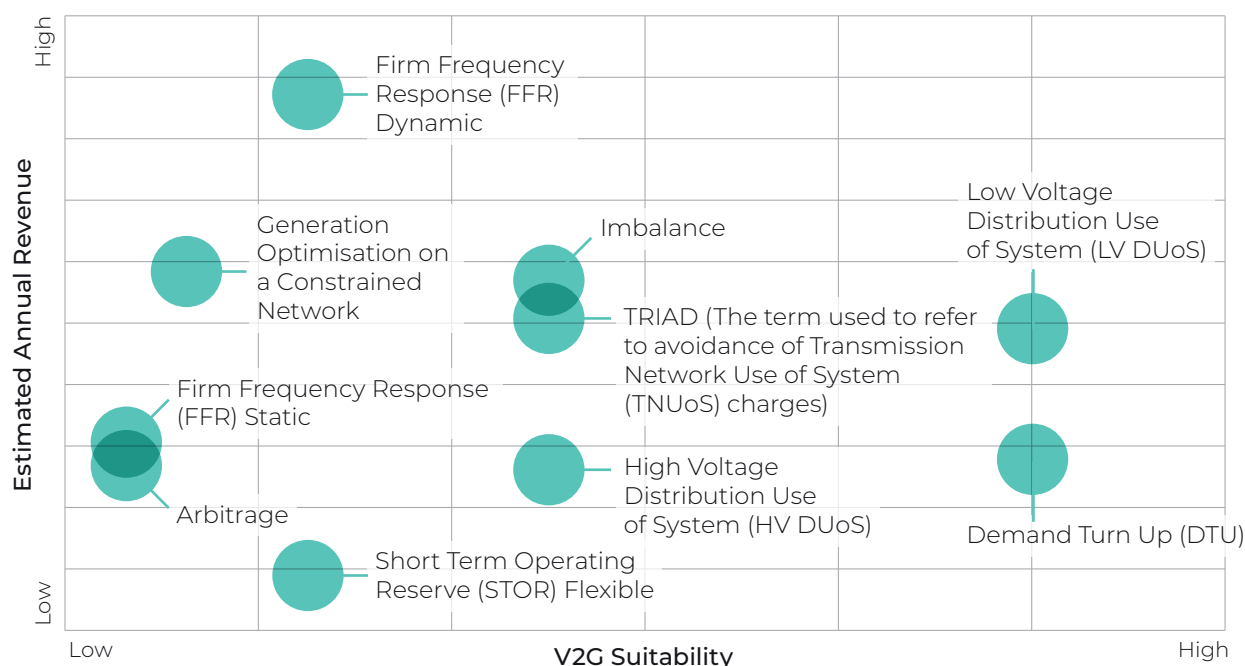 High
Estimated Annual Revenue
Low
Firm Frequency
Response (FFR)
Dynamic
Generation
Optimisation on
a Constrained
Network
Imbalance
Low Voltage
Distribution Use
of System (LV DUoS)
TRIAD (The term used to refer
to avoidance of Transmission
Network Use of System
(TNUoS) charges)
Firm Frequency Response
(FFR) Static
Arbitrage
High Voltage
Distribution Use
of System (HV DUoS)
Demand Turn Up (DTU)
Short Term Operating
Reserve (STOR) Flexible
Low
V2G Suitability
High